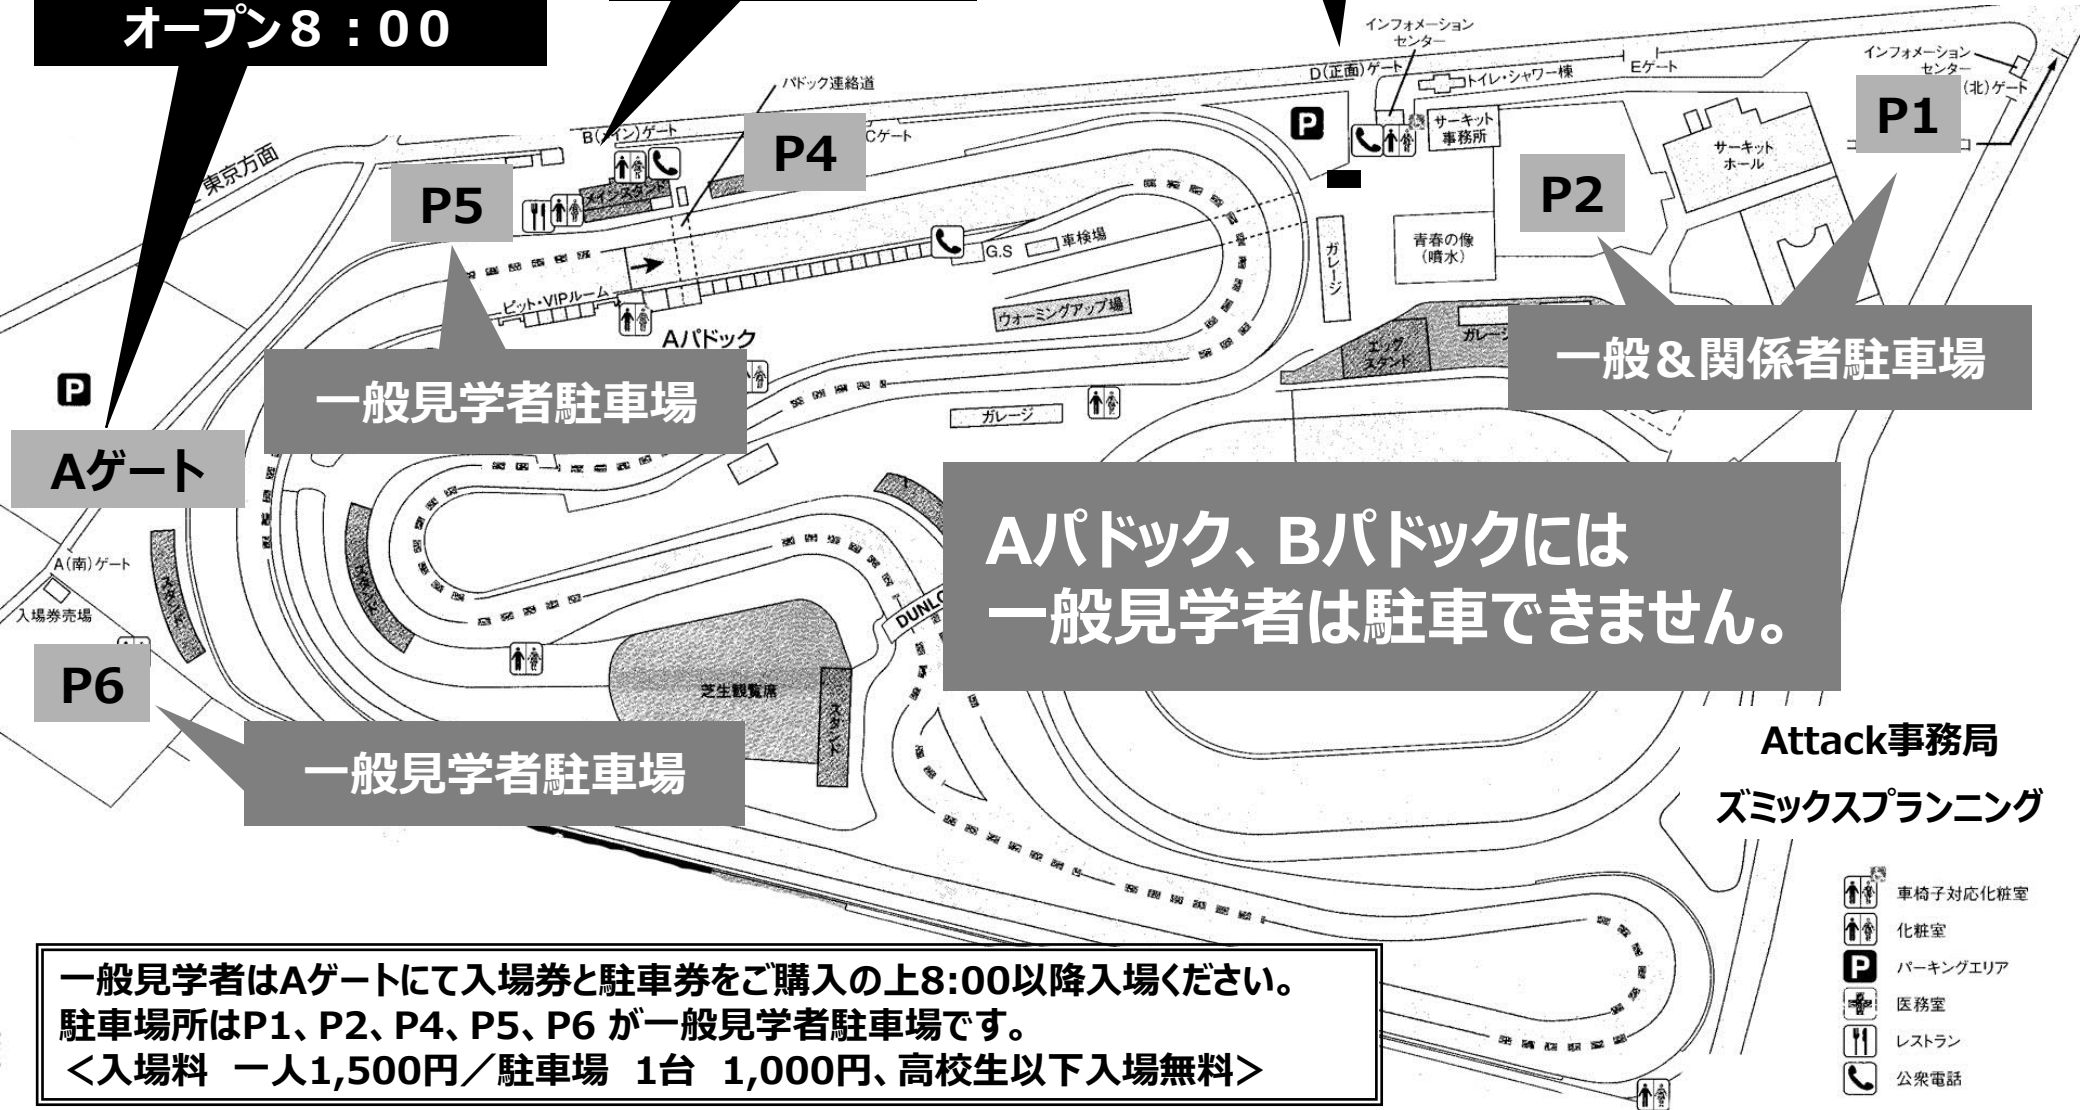 オープン8：00
インフォメーション
センター
D(正面)ゲート
トイレ・シャワー棟
Eゲート
インフォメーション
センター
(北)ゲート
P1
パドック連絡道
B(メイン)ゲート
P4
Cゲート
P
サーキット
事務所
サーキット
ホール
東京方面
P5
メインスタンド
P2
G.S
車検場
ガレージ
青春の像
(噴水)
ピット・VIPルーム
ウォーミングアップ場
Aパドック
エッグ
スタンド
ガレージ
一般&関係者駐車場
P
一般見学者駐車場
ガレージ
Aゲート
Aパドック、Bパドックには
一般見学者は駐車できません。
A(南)ゲート
入場券売場
スタンド
スタンド
DUNLO
P6
芝生観覧席
スタンド
一般見学者駐車場
Attack事務局
ズミックスプランニング
車椅子対応化粧室
化粧室
P パーキングエリア
医務室
レストラン
公衆電話
一般見学者はAゲートにて入場券と駐車券をご購入の上8:00以降入場ください。
駐車場所はP1、P2、P4、P5、P6 が一般見学者駐車場です。
＜入場料 一人1,500円／駐車場 1台 1,000円、高校生以下入場無料＞